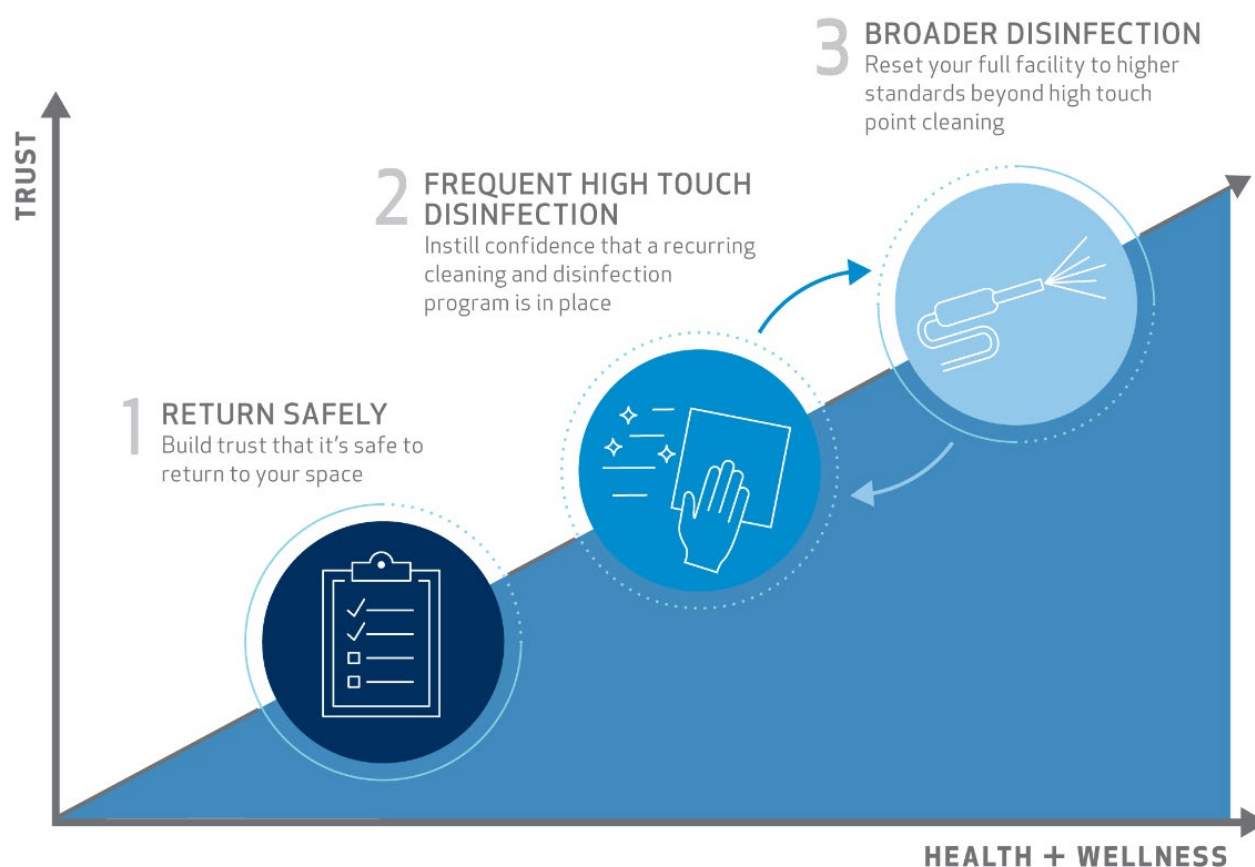 TRUST
3
BROADER DISINFECTION
Reset your full facility to higher
standards beyond high touch
point cleaning
2
FREQUENT HIGH TOUCH
DISINFECTION
Instill confidence that a recurring
cleaning and disinfection
program is in place
1
RETURN SAFELY
Build trust that it’s safe to
return to your space
HEALTH + WELLNESS